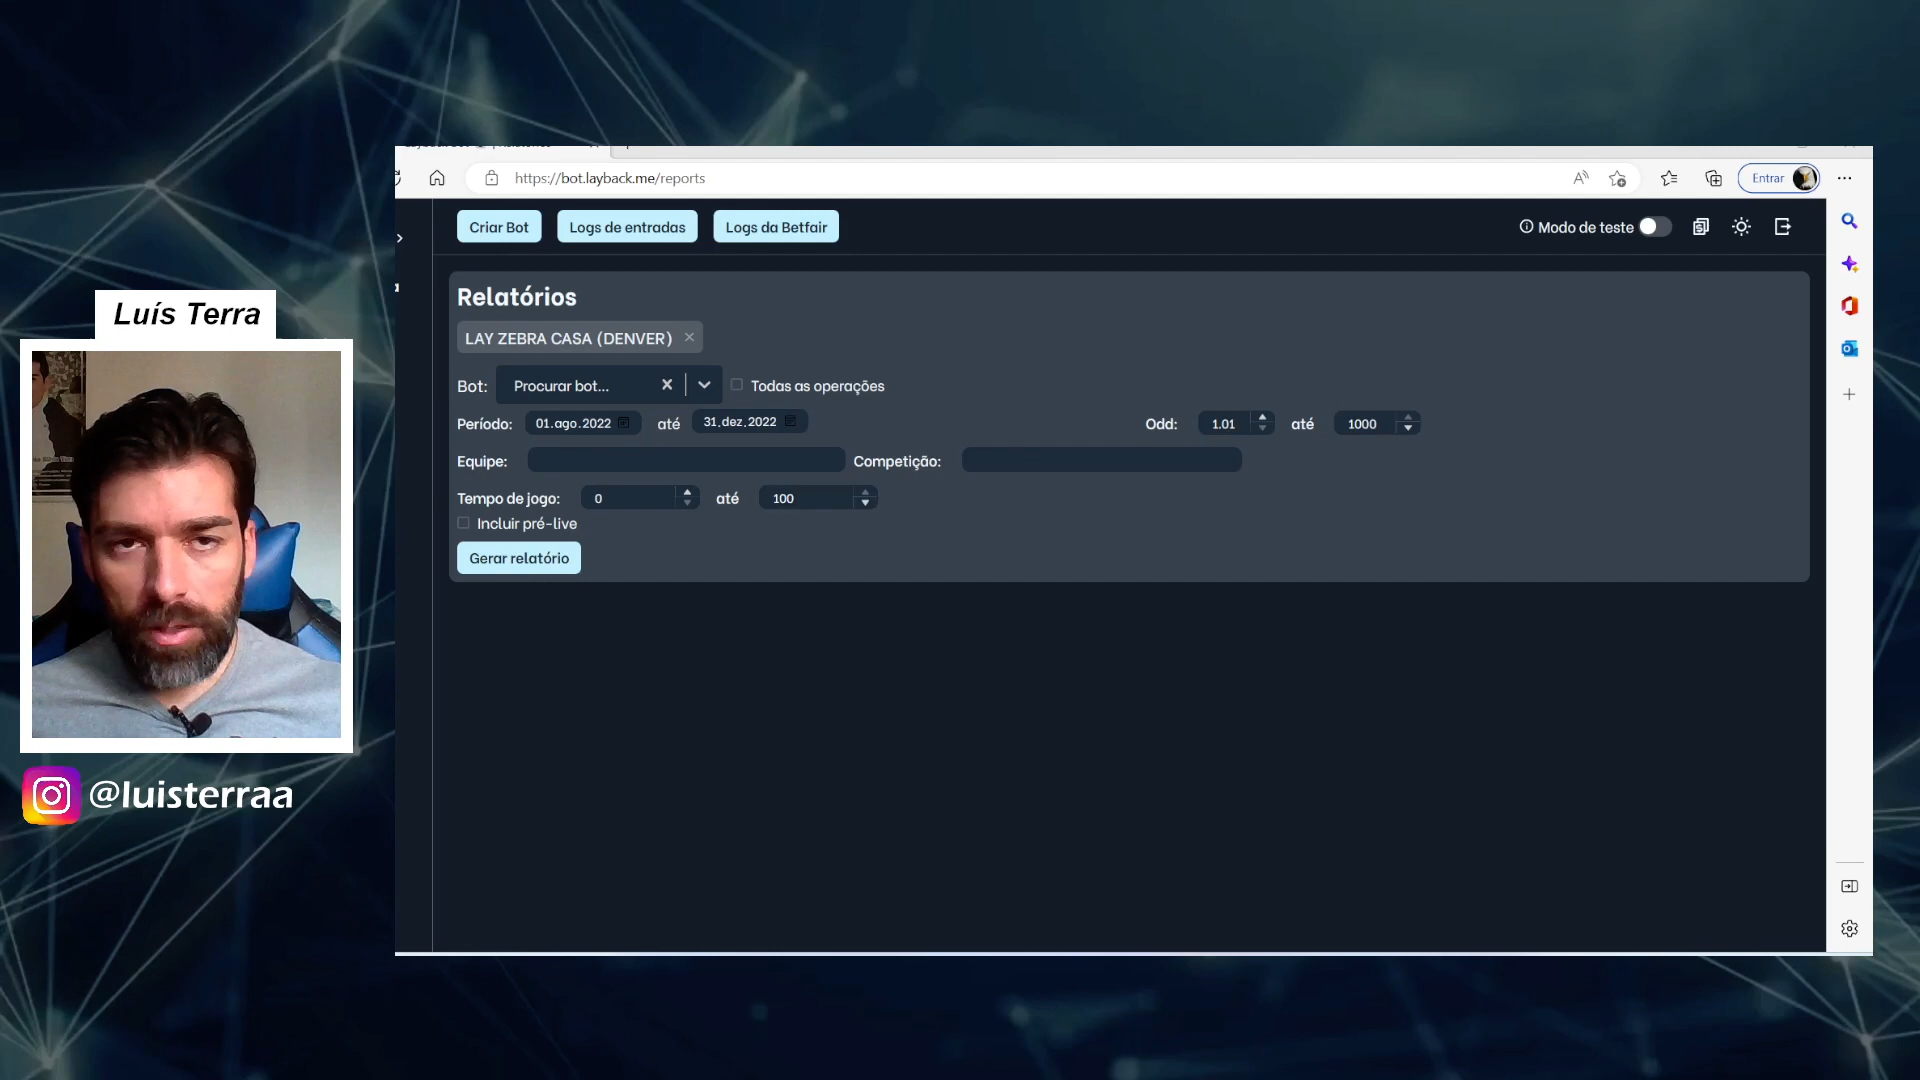 https://bot.layback.me/reports
Entrar
Criar Bot
Logs de entradas
Logs da Betfair
Modo de teste
Relatórios
LAY ZEBRA CASA (DENVER)
Bot: Procurar bot... Todas as operações
Período: 01.ago.2022 até 31.dez.2022 Odd: 1.01 até 1000
Equipe: Competição:
Tempo de jogo: 0 até 100
Incluir pré-live
Gerar relatório
Luís Terra
@luisterraa